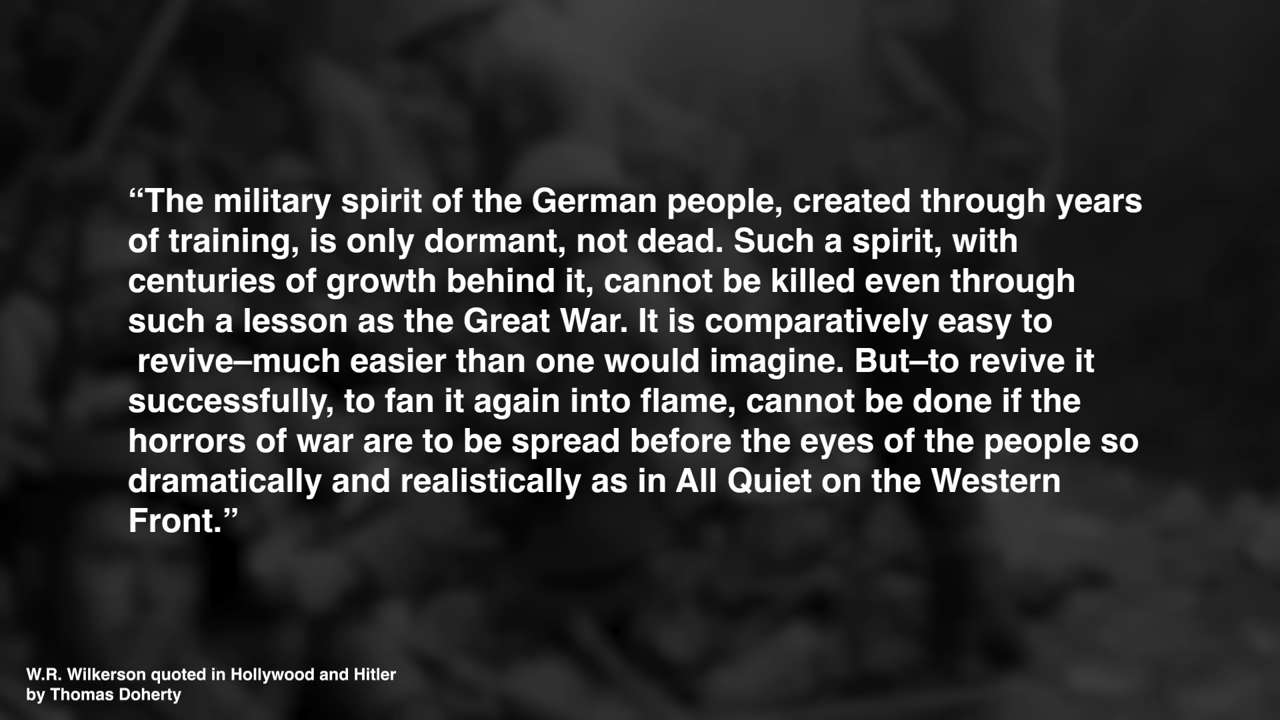 “The military spirit of the German people, created through years
of training, is only dormant, not dead. Such a spirit, with
centuries of growth behind it, cannot be killed even through
such a lesson as the Great War. It is comparatively easy to
revive–much easier than one would imagine. But–to revive it
successfully, to fan it again into flame, cannot be done if the
horrors of war are to be spread before the eyes of the people so
dramatically and realistically as in All Quiet on the Western
Front.”
W.R. Wilkerson quoted in Hollywood and Hitler
by Thomas Doherty